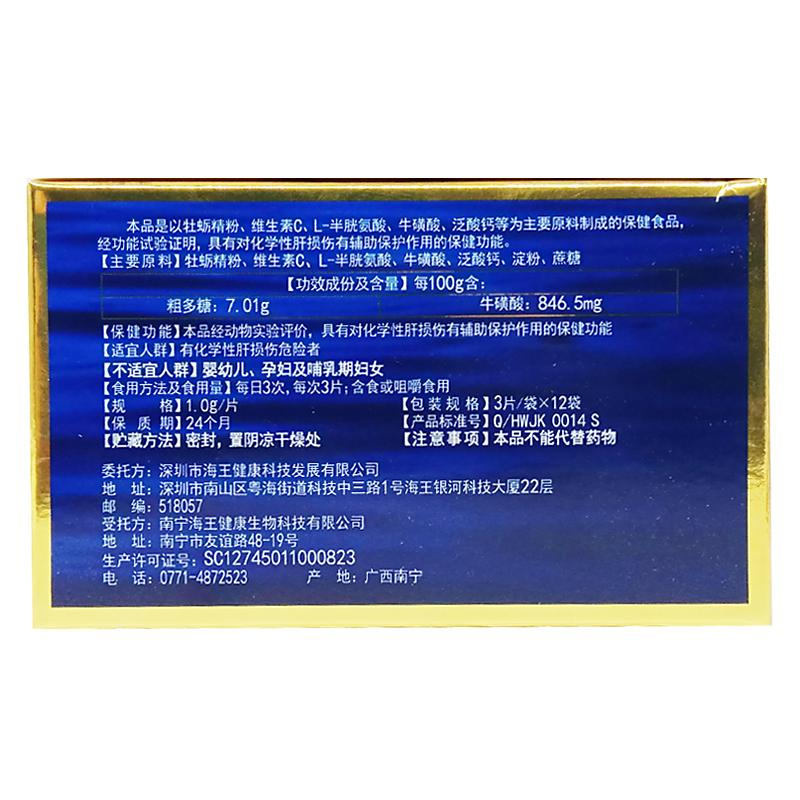 本品是以牡蛎精粉、维生素C、L-半胱氨酸、牛磺酸、泛酸钙等为主要原料制成的保健食品，
经功能试验证明，具有对化学性肝损伤有辅助保护作用的保健功能。
【主要原料】牡蛎精粉、维生素C、L-半胱氨酸、牛磺酸、泛酸钙、淀粉、蔗糖
【功效成份及含量】每100g含：
粗多糖：7.01g 牛磺酸：846.5mg
【保健功能】本品经动物实验评价，具有对化学性肝损伤有辅助保护作用的保健功能
【适宜人群】有化学性肝损伤危险者
【不适宜人群】婴幼儿、孕妇及哺乳期妇女
【食用方法及食用量】每日3次，每次3片；含食或咀嚼食用
【规 格】1.0g/片 【包装规格】3片/袋×12袋
【保质期】24个月 【产品标准号】Q/HWJK 0014 S
【贮藏方法】密封，置阴凉干燥处 【注意事项】本品不能代替药物
委托方：深圳市海王健康科技发展有限公司
地 址：深圳市南山区粤海街道科技中三路1号海王银河科技大厦22层
邮 编：518057
受托方：南宁海王健康生物科技有限公司
地 址：南宁市友谊路48-19号
生产许可证号：SC12745011000823
电 话：0771-4872523 产 地：广西南宁